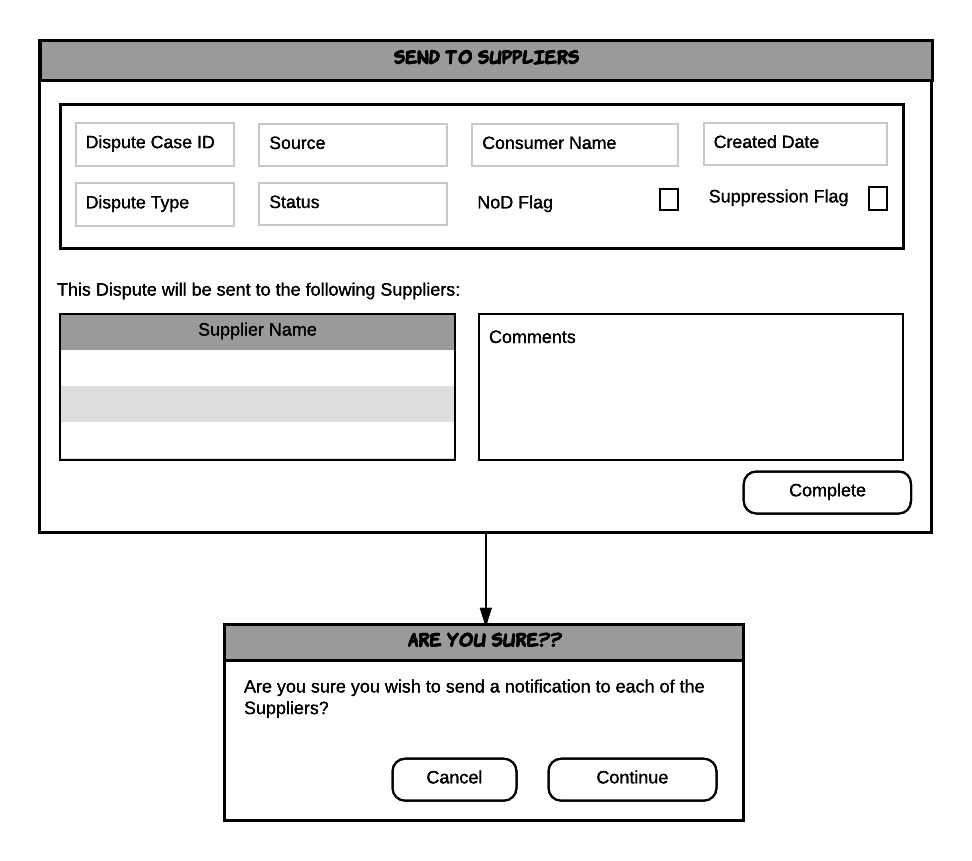 SEND TO SUPPLIERS
Dispute Case ID
Source
Consumer Name
Created Date
Dispute Type
Status
NoD Flag
Suppression Flag
This Dispute will be sent to the following Suppliers:
Supplier Name
Comments
Complete
ARE YOU SURE??
Are you sure you wish to send a notification to each of the
Suppliers?
Cancel
Continue